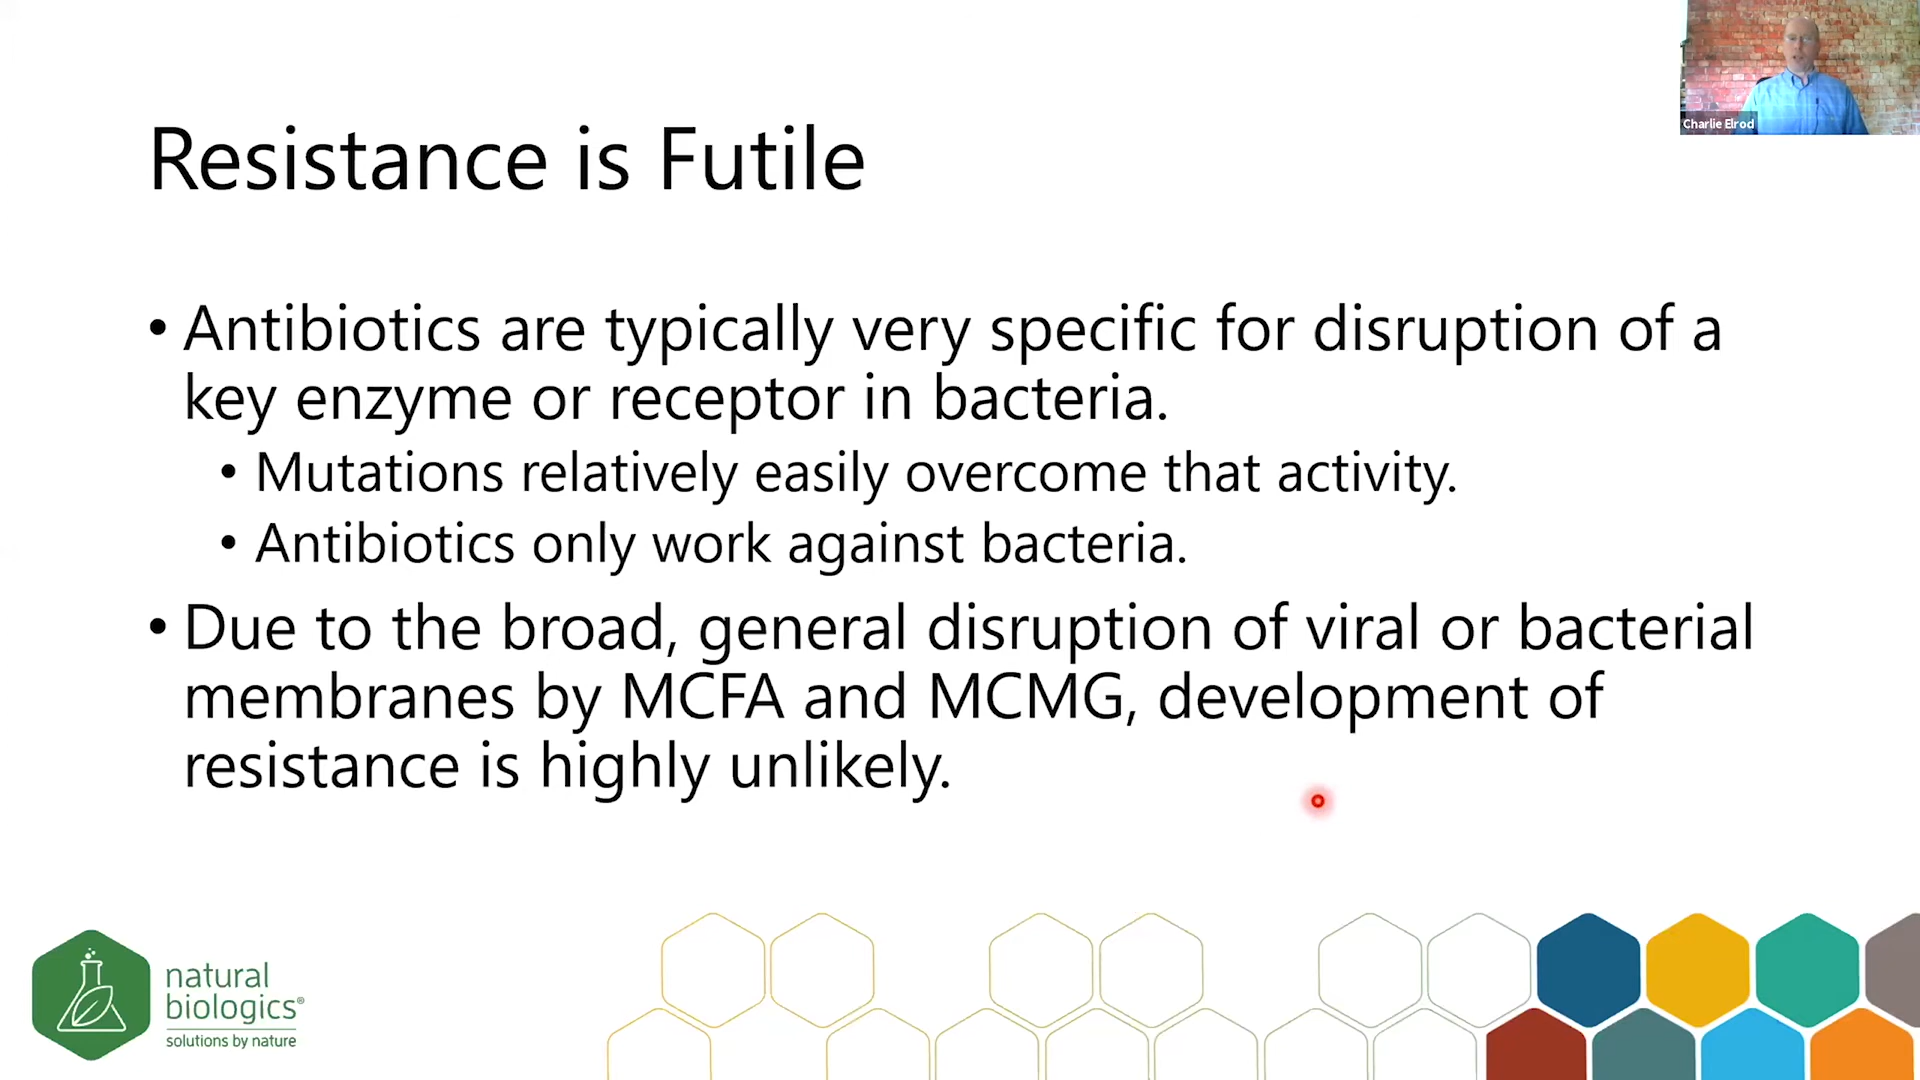 Charlie Elrod
Resistance is Futile
• Antibiotics are typically very specific for disruption of a
key enzyme or receptor in bacteria.
• Mutations relatively easily overcome that activity.
• Antibiotics only work against bacteria.
• Due to the broad, general disruption of viral or bacterial
membranes by MCFA and MCMG, development of
resistance is highly unlikely.
natural
biologics®
solutions by nature